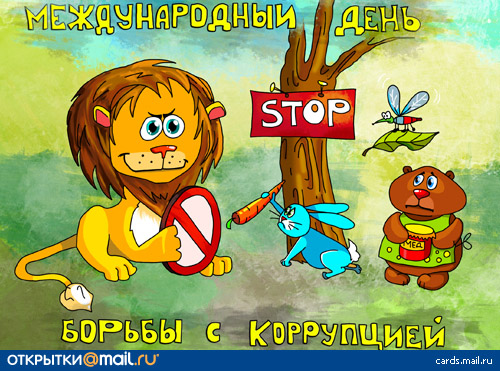 МЕЖДУНАРОДНЫЙ ДЕНЬ
STOP
МЕД
БОРЬБЫ С КОРРУПЦИЕЙ
ОТКРЫТКИ@mail.ru
cards.mail.ru